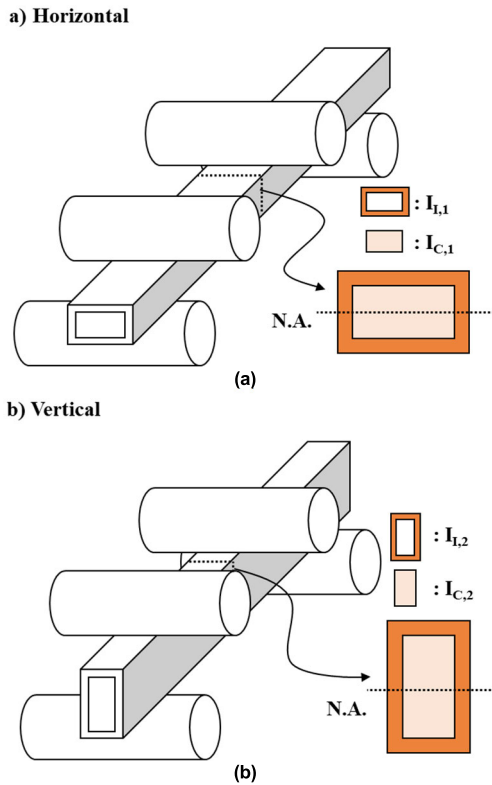 a) Horizontal
: I_I,1
: I_C,1
N.A.
(a)
b) Vertical
: I_I,2
: I_C,2
N.A.
(b)